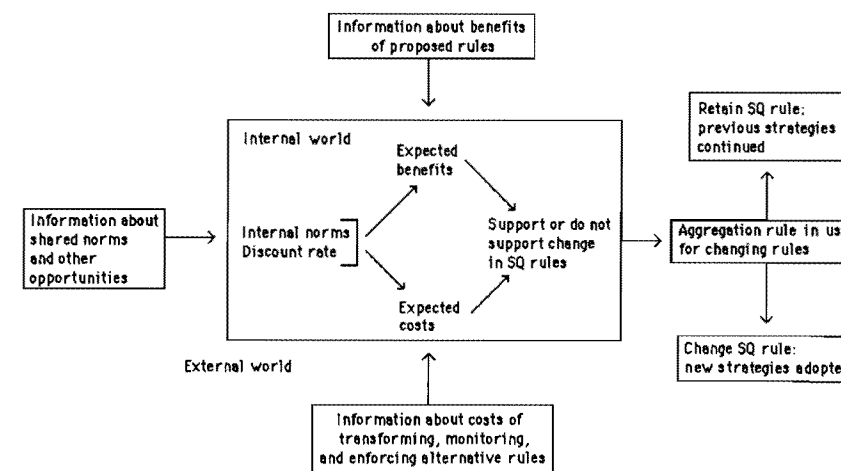 Information about benefits
of proposed rules
Retain SQ rule:
previous strategies
continued
Internal world
Expected
benefits
Information about
shared norms
and other
opportunities
Internal norms
Discount rate
Support or do not
support change
in SQ rules
Aggregation rule in us
for changing rules
Expected
costs
Change SQ rule:
new strategies adopte
External world
Information about costs of
transforming, monitoring,
and enforcing alternative rules